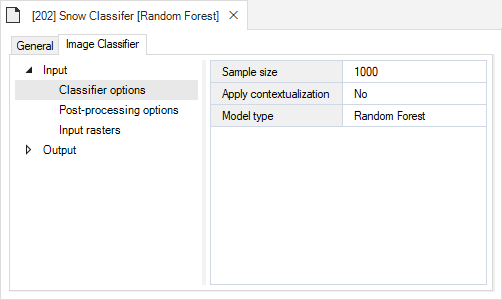 [202] Snow Classifer [Random Forest]
General Image Classifier
Input
Classifier options
Post-processing options
Input rasters
Output
Sample size 1000
Apply contextualization No
Model type Random Forest